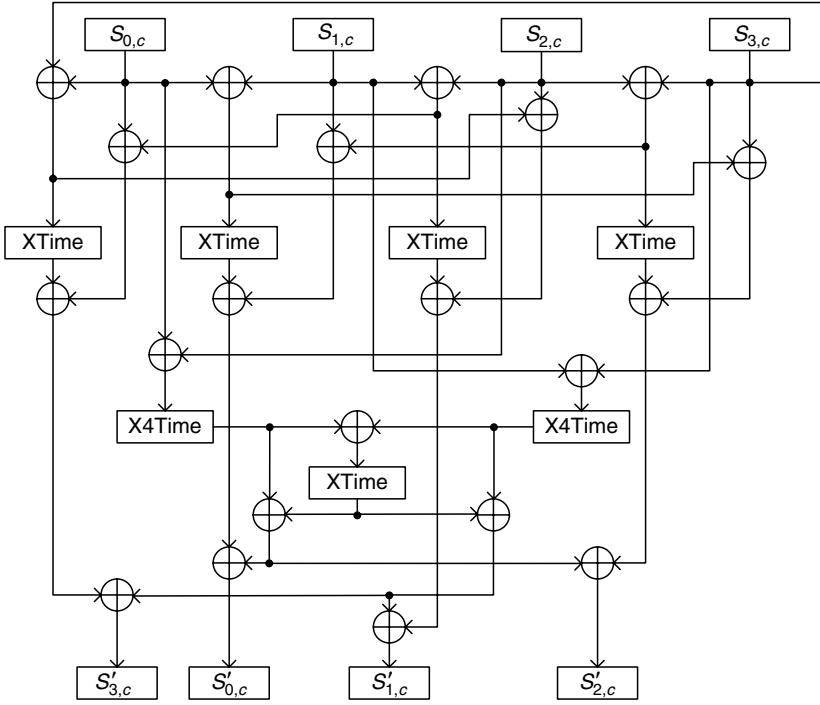 S0,c S1,c S2,c S3,c
XTime XTime XTime XTime
X4Time X4Time
XTime
S′3,c S′0,c S′1,c S′2,c